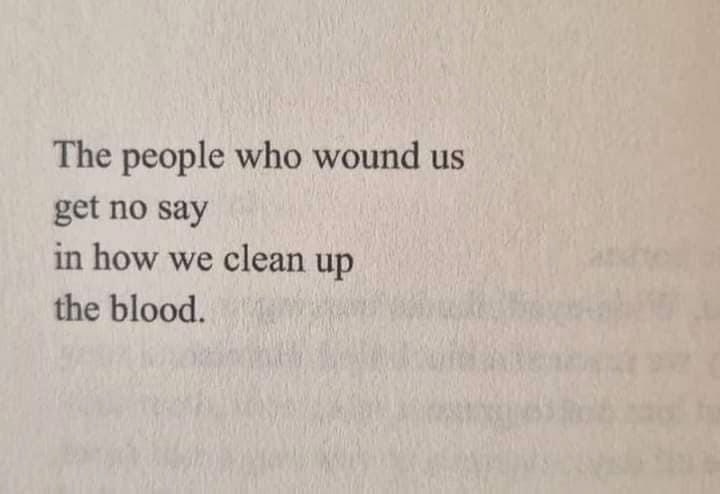 The people who wound us
get no say
in how we clean up
the blood.